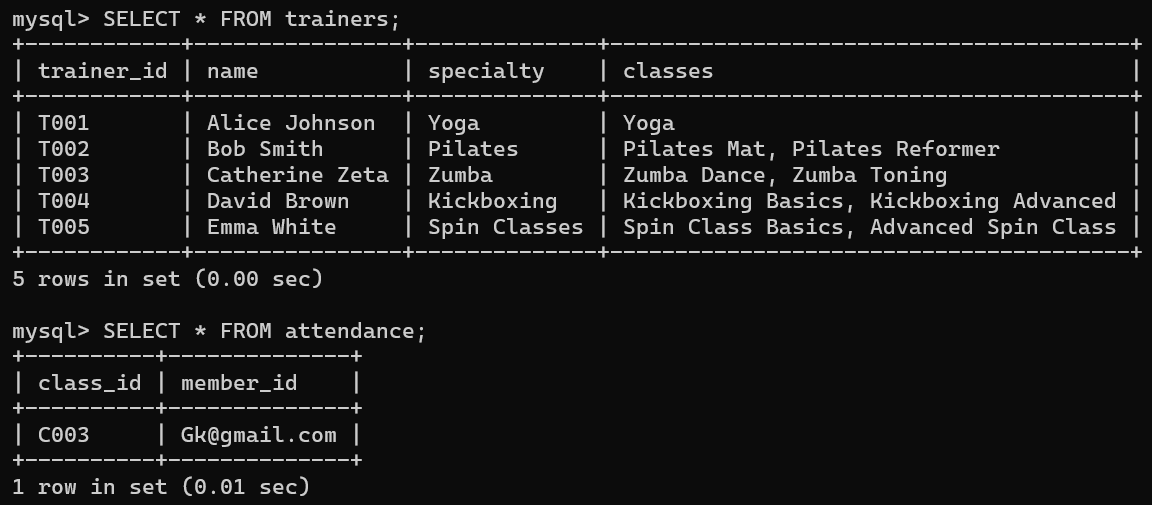 mysql> SELECT * FROM trainers;
+------------+----------------+--------------+----------------------------------------+
| trainer_id | name           | specialty    | classes                                |
+------------+----------------+--------------+----------------------------------------+
| T001       | Alice Johnson  | Yoga         | Yoga                                   |
| T002       | Bob Smith      | Pilates      | Pilates Mat, Pilates Reformer          |
| T003       | Catherine Zeta | Zumba        | Zumba Dance, Zumba Toning              |
| T004       | David Brown    | Kickboxing   | Kickboxing Basics, Kickboxing Advanced |
| T005       | Emma White     | Spin Classes | Spin Class Basics, Advanced Spin Class |
+------------+----------------+--------------+----------------------------------------+
5 rows in set (0.00 sec)

mysql> SELECT * FROM attendance;
+----------+--------------+
| class_id | member_id    |
+----------+--------------+
| C003     | Gk@gmail.com |
+----------+--------------+
1 row in set (0.01 sec)